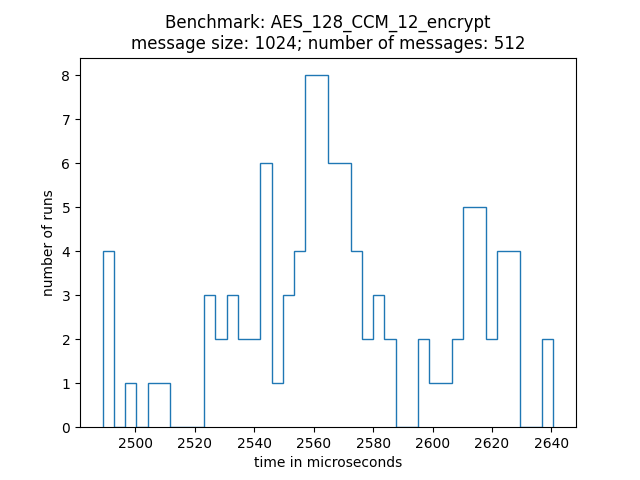 Benchmark: AES_128_CCM_12_encrypt
message size: 1024; number of messages: 512
8
7
6
5
4
3
2
1
0
number of runs
2500 2520 2540 2560 2580 2600 2620 2640
time in microseconds